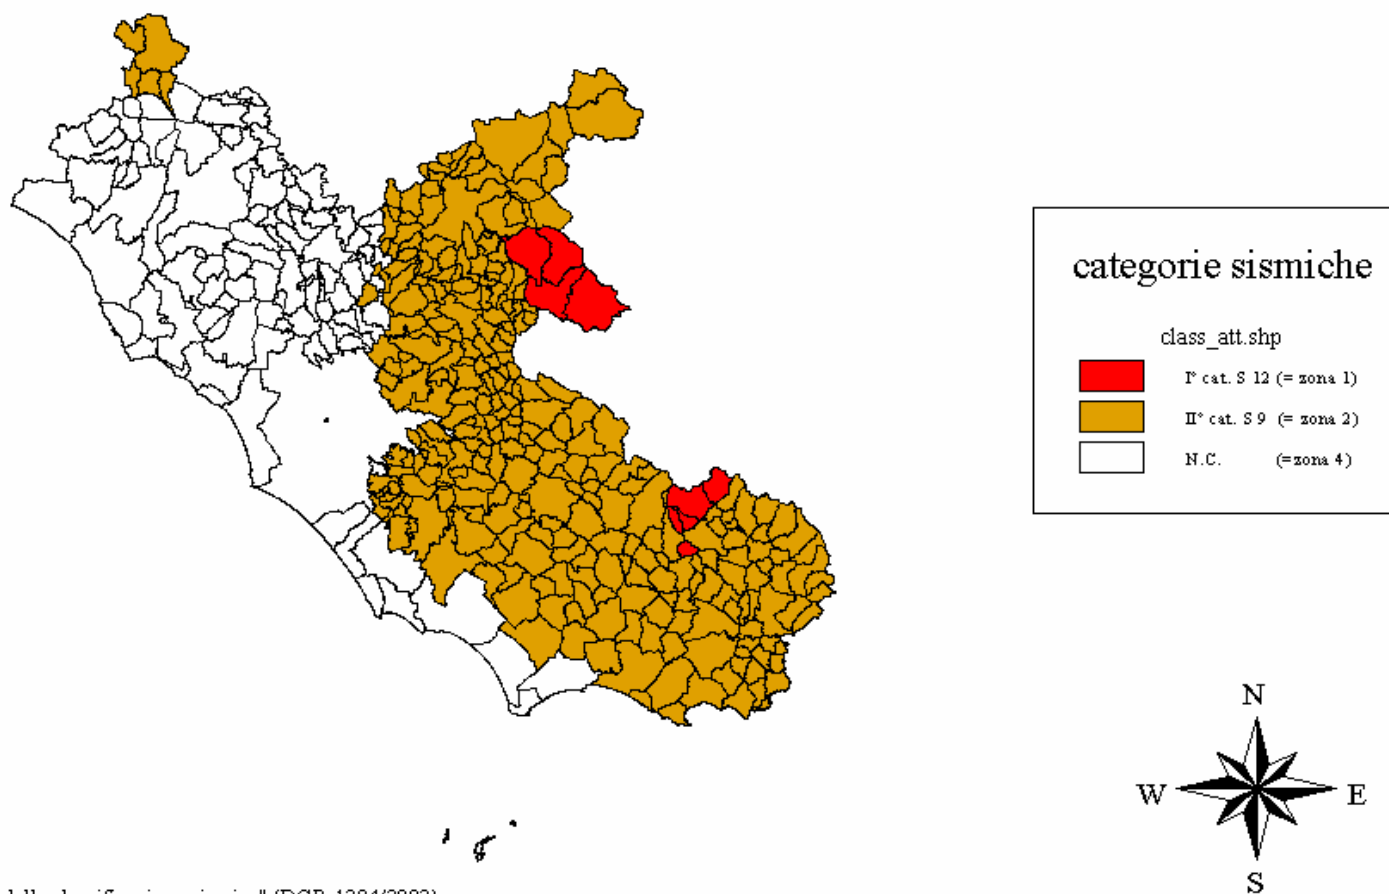 categorie sismiche
class_att.shp
I° cat. S 12 (= zona 1)
II° cat. S 9 (= zona 2)
N.C. (=zona 4)
N
W E
S